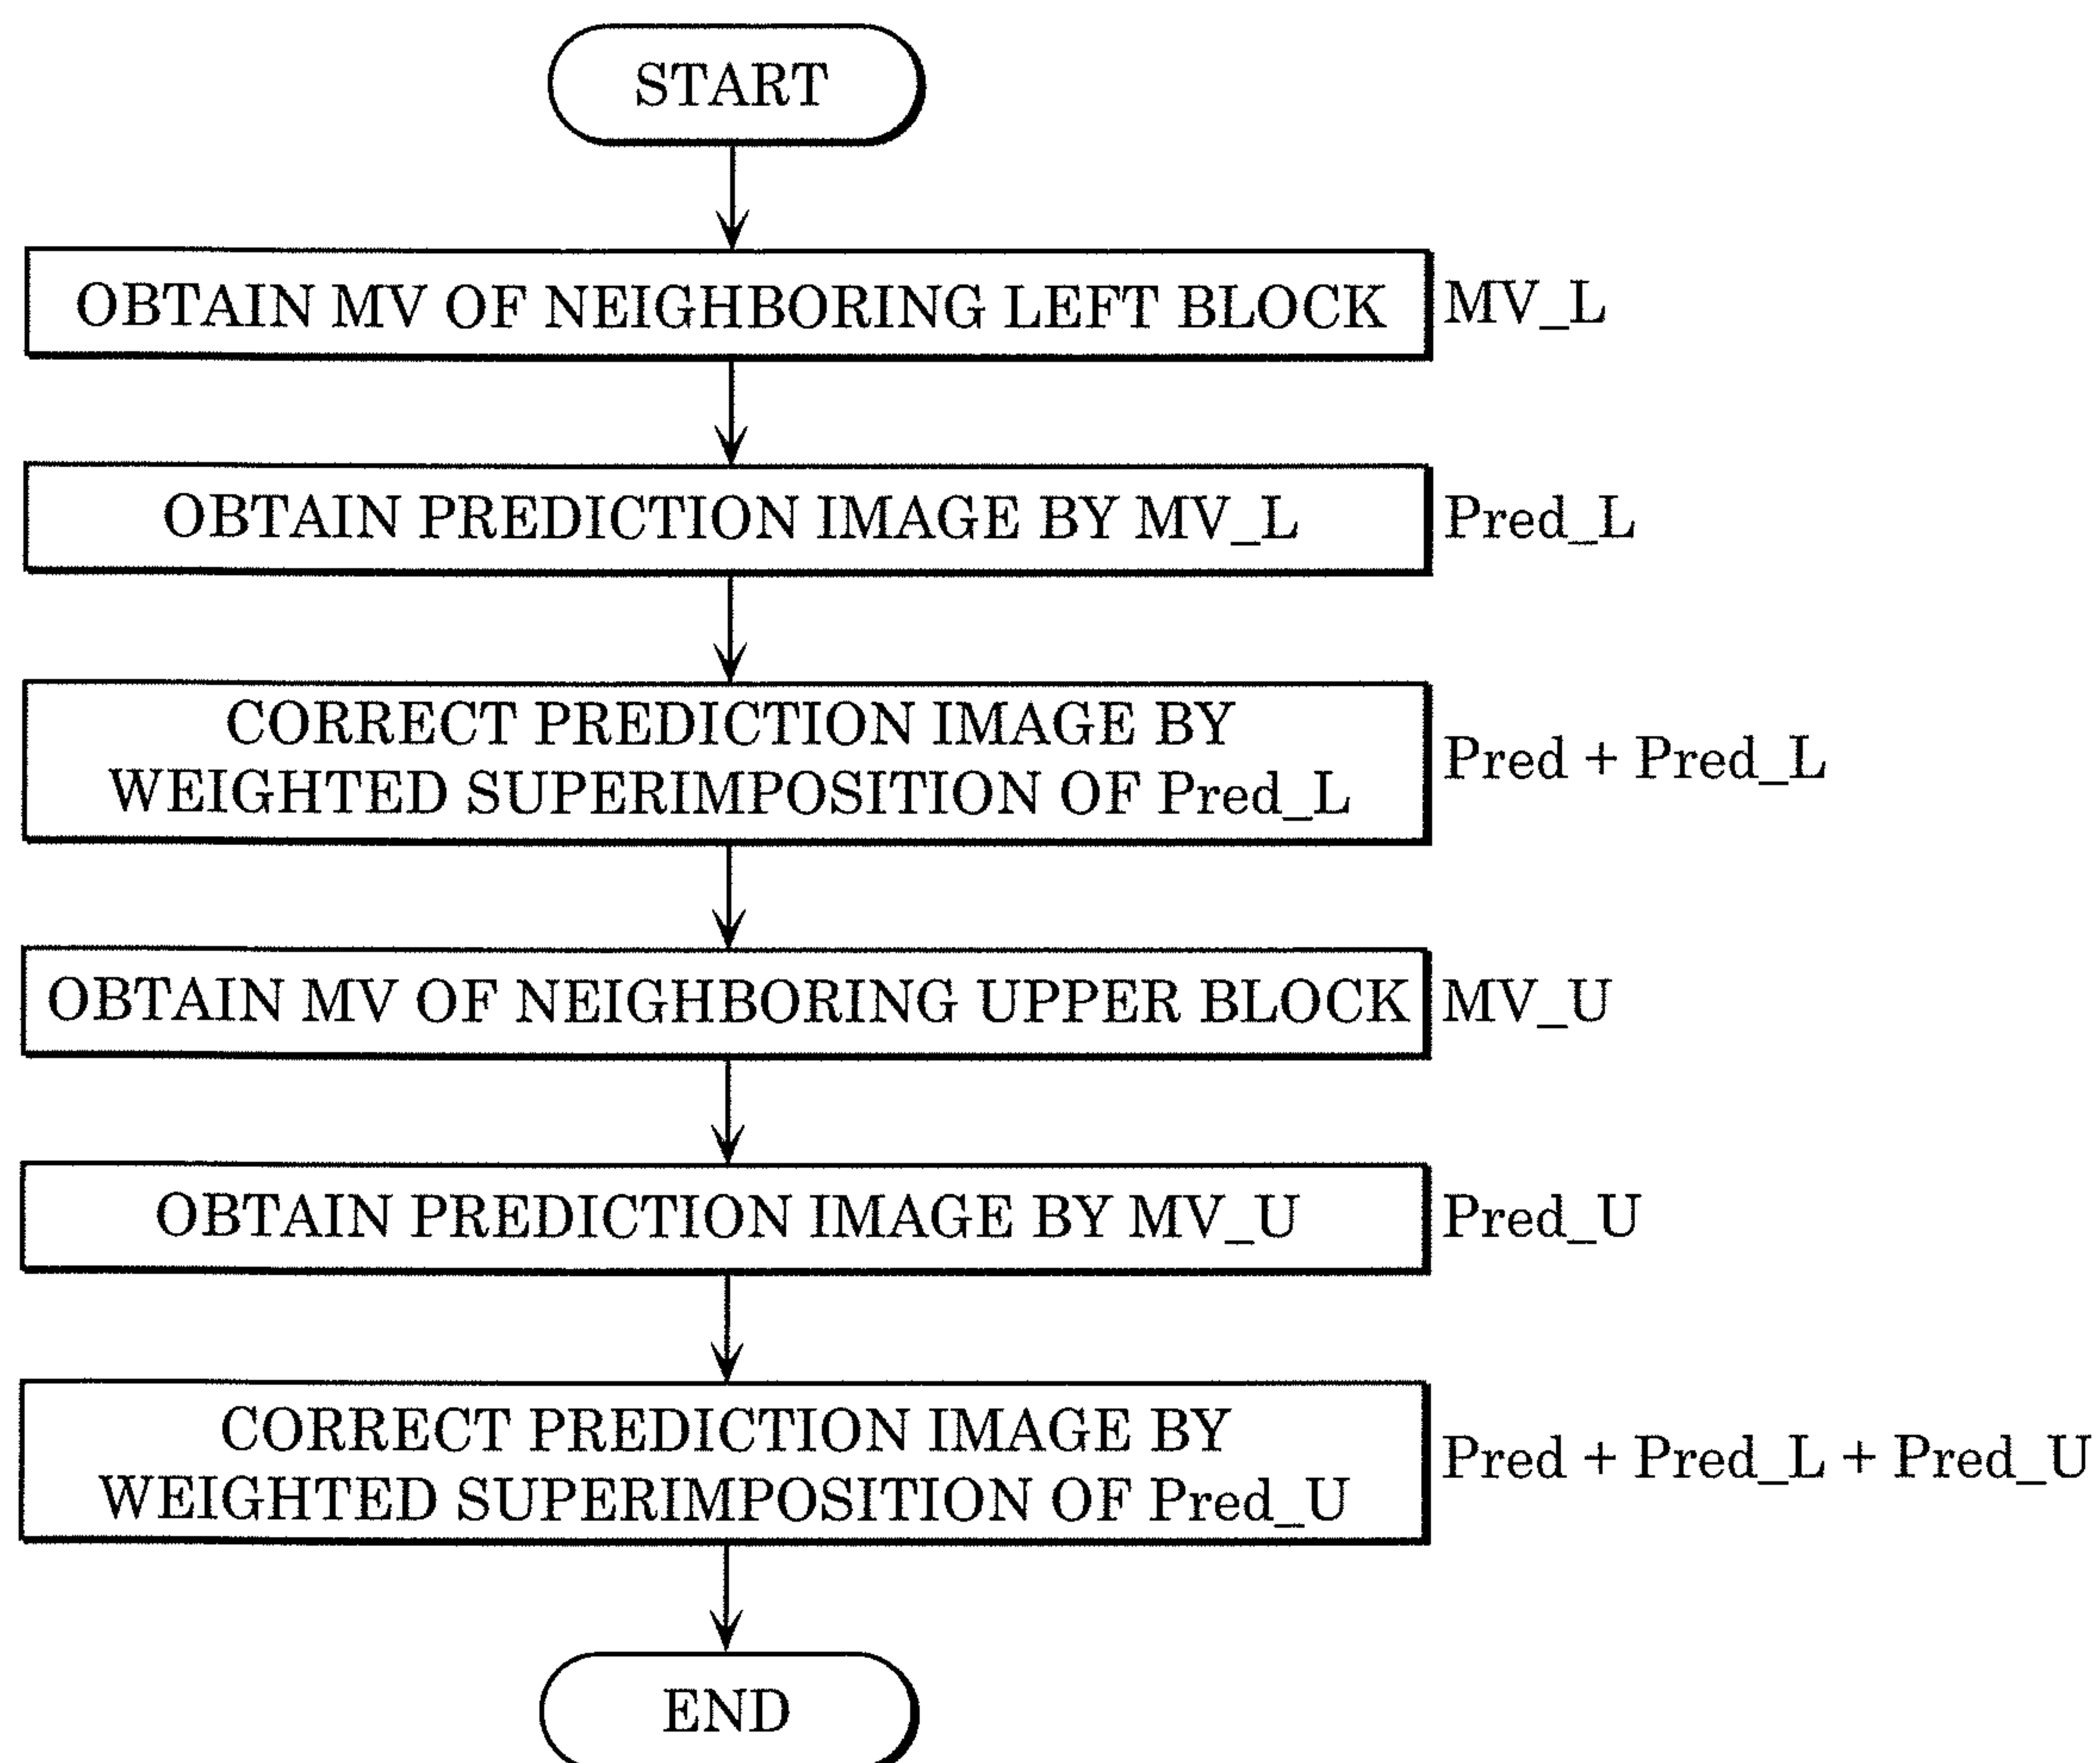 START
OBTAIN MV OF NEIGHBORING LEFT BLOCK MV_L
OBTAIN PREDICTION IMAGE BY MV_L Pred_L
CORRECT PREDICTION IMAGE BY
WEIGHTED SUPERIMPOSITION OF Pred_L
Pred + Pred_L
OBTAIN MV OF NEIGHBORING UPPER BLOCK MV_U
OBTAIN PREDICTION IMAGE BY MV_U Pred_U
CORRECT PREDICTION IMAGE BY
WEIGHTED SUPERIMPOSITION OF Pred_U
Pred + Pred_L + Pred_U
END